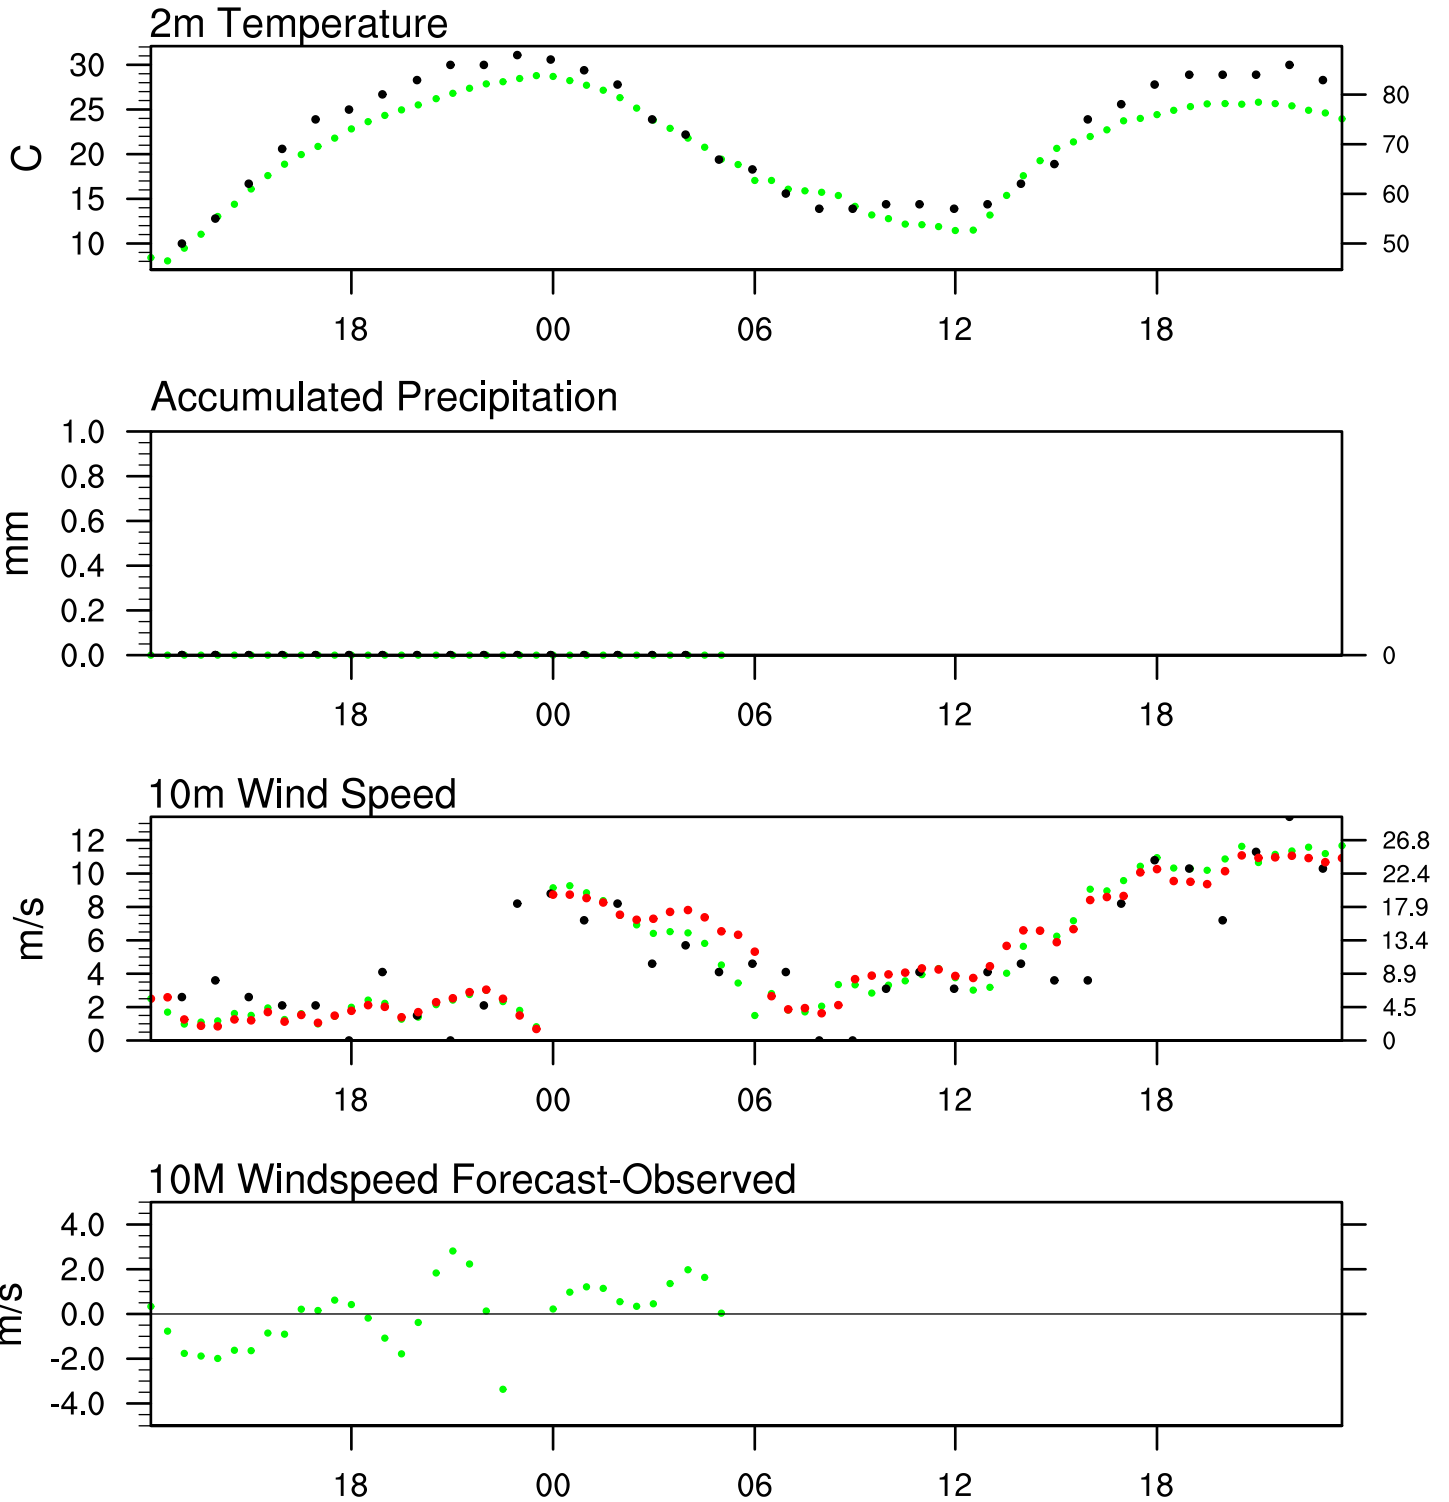 2m Temperature
30
25
20
15
10
C
80
70
60
50
18 00 06 12 18
Accumulated Precipitation
1.0
0.8
0.6
0.4
0.2
0.0
mm
0
18 00 06 12 18
10m Wind Speed
12
10
8
6
4
2
0
m/s
26.8
22.4
17.9
13.4
8.9
4.5
0
18 00 06 12 18
10M Windspeed Forecast-Observed
4.0
2.0
0.0
-2.0
-4.0
m/s
18 00 06 12 18